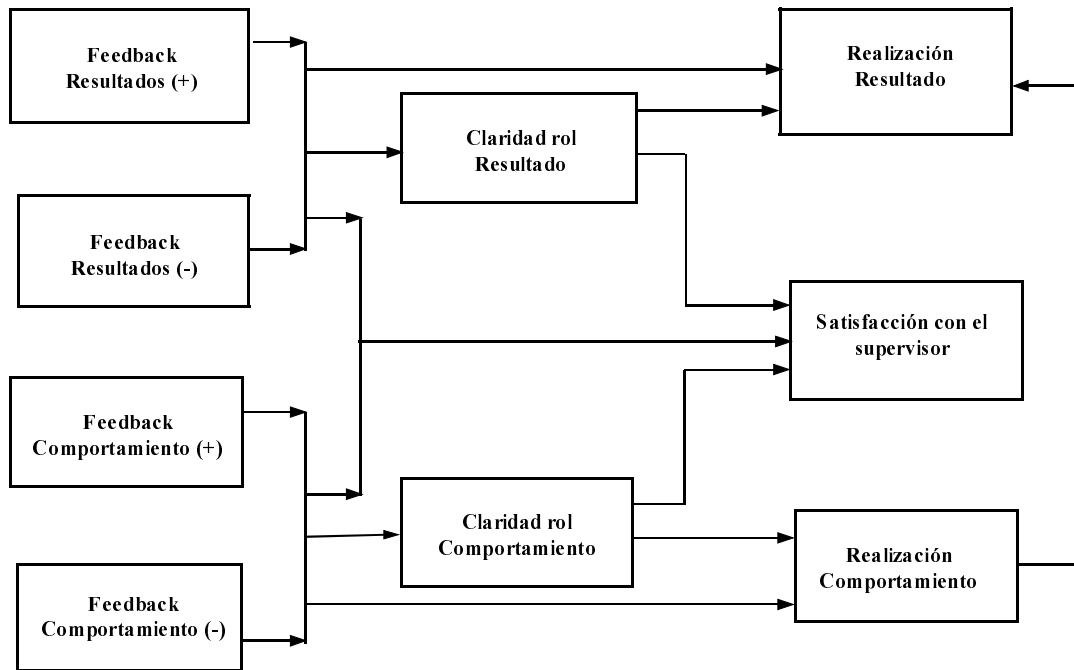 Feedback
Resultados (+)
Realización
Resultado
Claridad rol
Resultado
Feedback
Resultados (-)
Satisfacción con el
supervisor
Feedback
Comportamiento (+)
Claridad rol
Comportamiento
Realización
Comportamiento
Feedback
Comportamiento (-)